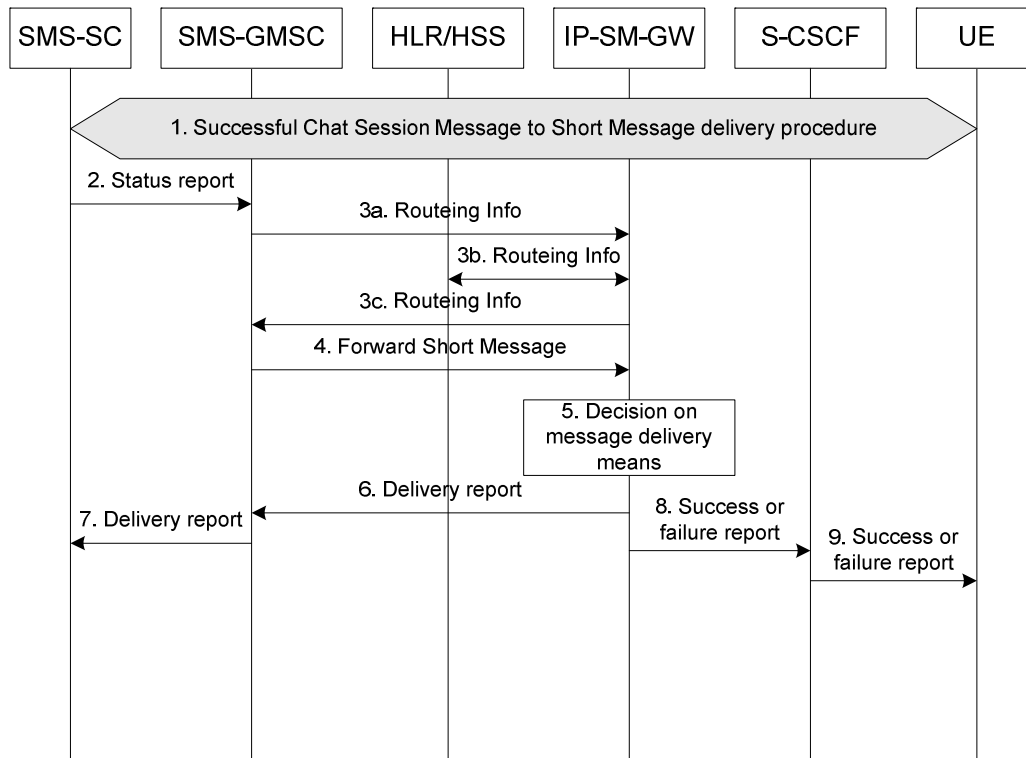 SMS-SC
SMS-GMSC
HLR/HSS
IP-SM-GW
S-CSCF
UE
1. Successful Chat Session Message to Short Message delivery procedure
2. Status report
3a. Routeing Info
3b. Routeing Info
3c. Routeing Info
4. Forward Short Message
5. Decision on
message delivery
means
6. Delivery report
7. Delivery report
8. Success or
failure report
9. Success or
failure report